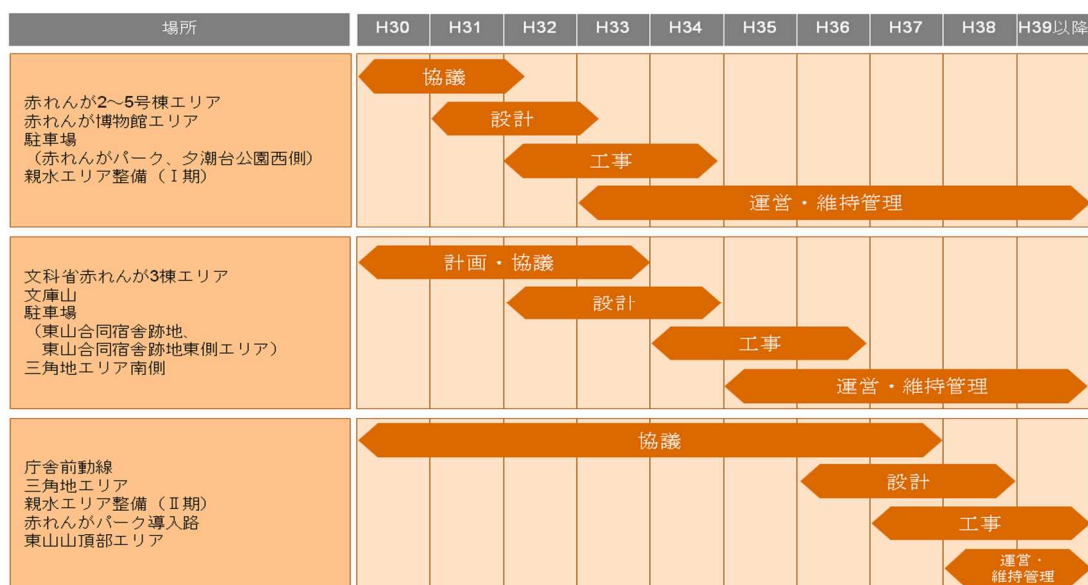 場所 H30 H31 H32 H33 H34 H35 H36 H37 H38 H39以降
赤れんが2～5号棟エリア
赤れんが博物館エリア
駐車場
（赤れんがパーク、夕潮台公園西側）
親水エリア整備（Ⅰ期）
協議
設計
工事
運営・維持管理
文科省赤れんが3棟エリア
文庫山
駐車場
（東山合同宿舎跡地、
東山合同宿舎跡地東側エリア）
三角地エリア南側
計画・協議
設計
工事
運営・維持管理
庁舎前動線
三角地エリア
親水エリア整備（Ⅱ期）
赤れんがパーク導入路
東山山頂部エリア
協議
設計
工事
運営・
維持管理